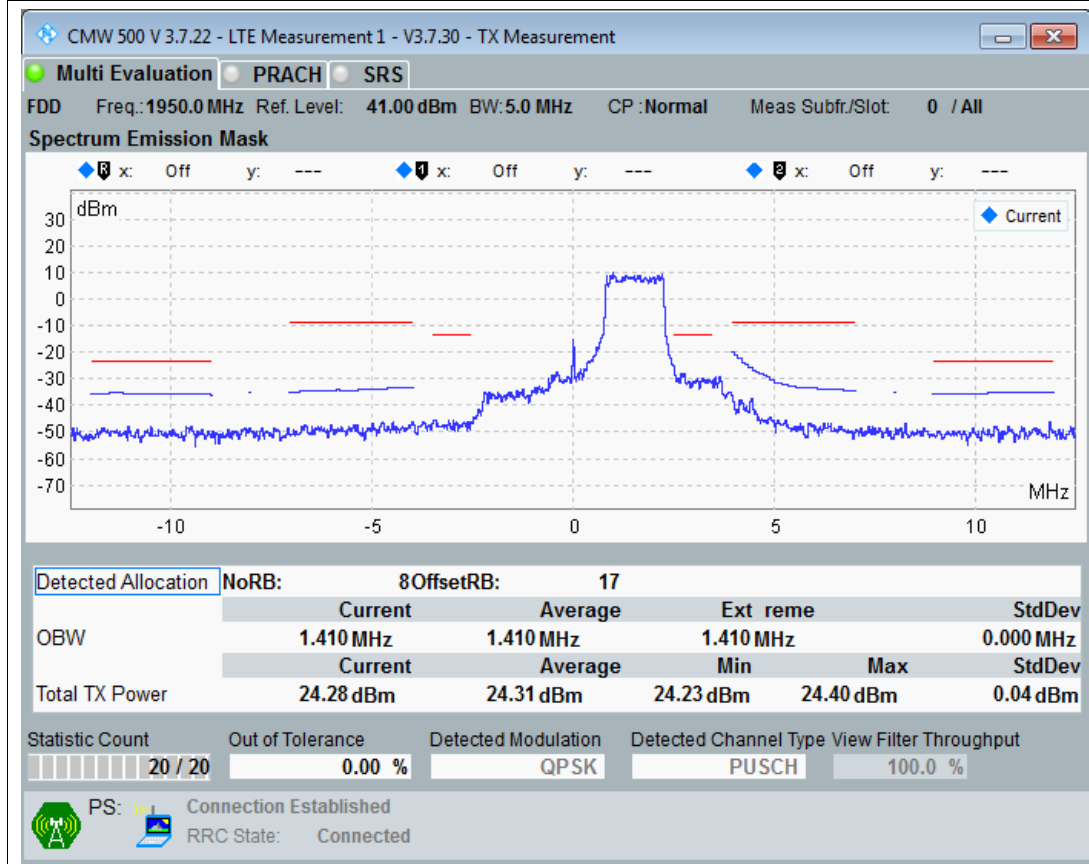 CMW 500 V 3.7.22 - LTE Measurement 1 - V3.7.30 - TX Measurement
Multi Evaluation PRACH SRS
FDD Freq.: 1950.0 MHz Ref. Level: 41.00 dBm BW: 5.0 MHz CP : Normal Meas Subfr./Slot: 0 / All
Spectrum Emission Mask
R x: Off y: --- 1 x: Off y: --- 2 x: Off y: ---
dBm
Current
30
20
10
0
-10
-20
-30
-40
-50
-60
-70
MHz
-10 -5 0 5 10
Detected Allocation NoRB: 8 OffsetRB: 17
Current Average Ext reme StdDev
OBW 1.410 MHz 1.410 MHz 1.410 MHz 0.000 MHz
Current Average Min Max StdDev
Total TX Power 24.28 dBm 24.31 dBm 24.23 dBm 24.40 dBm 0.04 dBm
Statistic Count Out of Tolerance Detected Modulation Detected Channel Type View Filter Throughput
20 / 20 0.00 % QPSK PUSCH 100.0 %
PS: Connection Established
RRC State: Connected